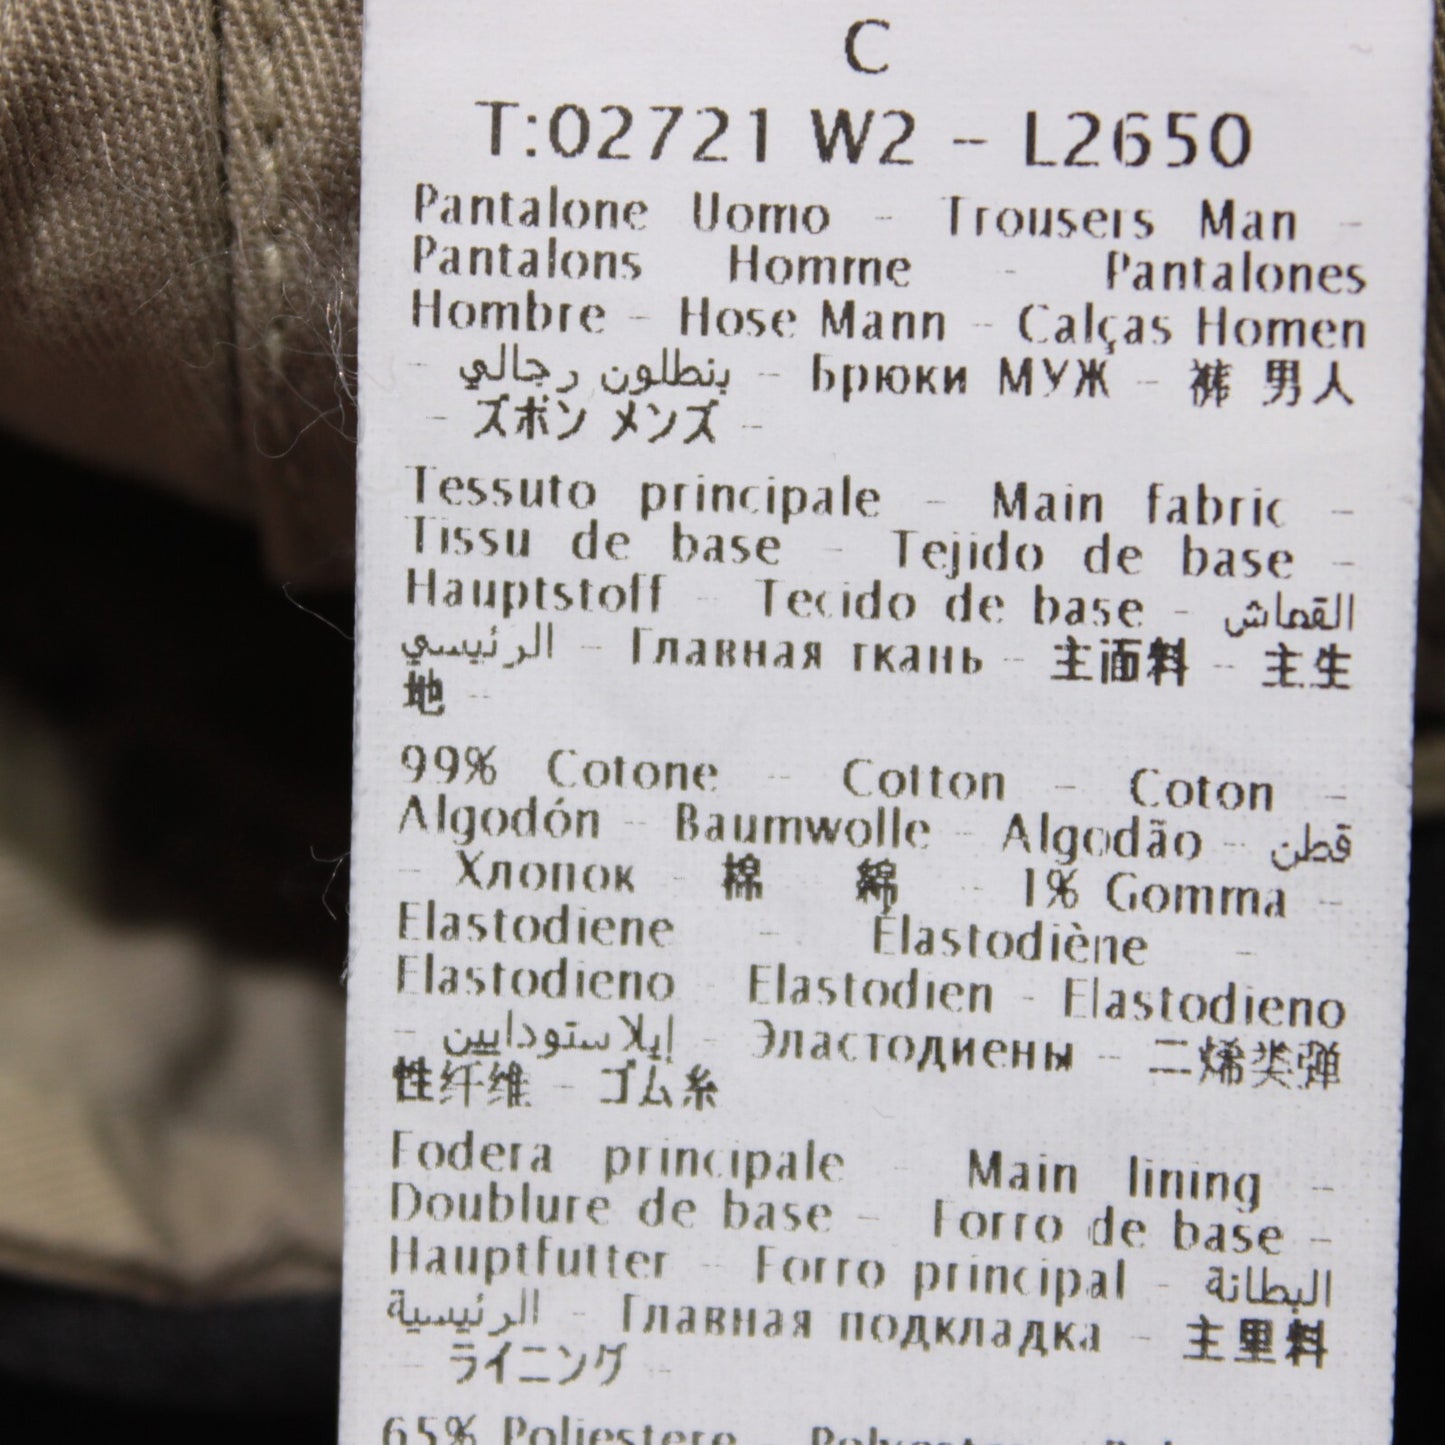 C
T:02721 W2 - L2650
Pantalone Uomo - Trousers Man -
Pantalons Homme - Pantalones
Hombre - Hose Mann - Calças Homen
- بنطلون رجالي - Брюки МУЖ - 裤 男人
- ズボン メンズ -
Tessuto principale - Main fabric -
Tissu de base - Tejido de base -
Hauptstoff - Tecido de base - القماش
الرئيسي - Главная ткань - 主面料 - 主生
地 -
99% Cotone - Cotton - Coton -
Algodón - Baumwolle - Algodão - قطن
- Хлопок - 棉 綿 - 1% Gomma -
Elastodiene - Élastodiène -
Elastodieno Elastodien - Elastodieno
- إيلاستودايين - Эластодиены - 二烯类弹
性纤维 - ゴム糸
Fodera principale - Main lining -
Doublure de base - Forro de base -
Hauptfutter - Forro principal - البطانة
الرئيسية - Главная подкладка - 主里料
- ライニング -
65% Poliestere -